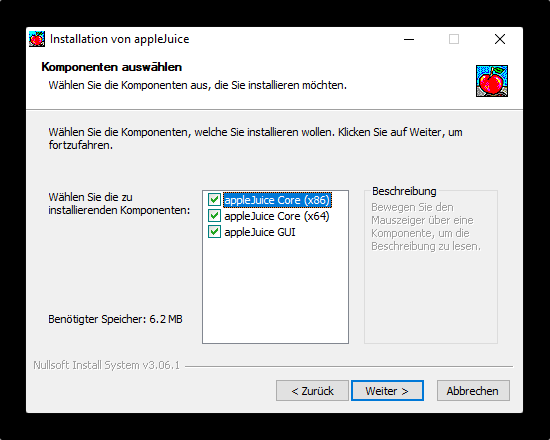 Installation von appleJuice
Komponenten auswählen
Wählen Sie die Komponenten aus, die Sie installieren möchten.
Wählen Sie die Komponenten, welche Sie installieren wollen. Klicken Sie auf Weiter, um
fortzufahren.
Wählen Sie die zu
installierenden Komponenten:
appleJuice Core (x86)
appleJuice Core (x64)
appleJuice GUI
Beschreibung
Bewegen Sie den
Mauszeiger über eine
Komponente, um die
Beschreibung zu lesen.
Benötigter Speicher: 6.2 MB
Nullsoft Install System v3.06.1
< Zurück
Weiter >
Abbrechen